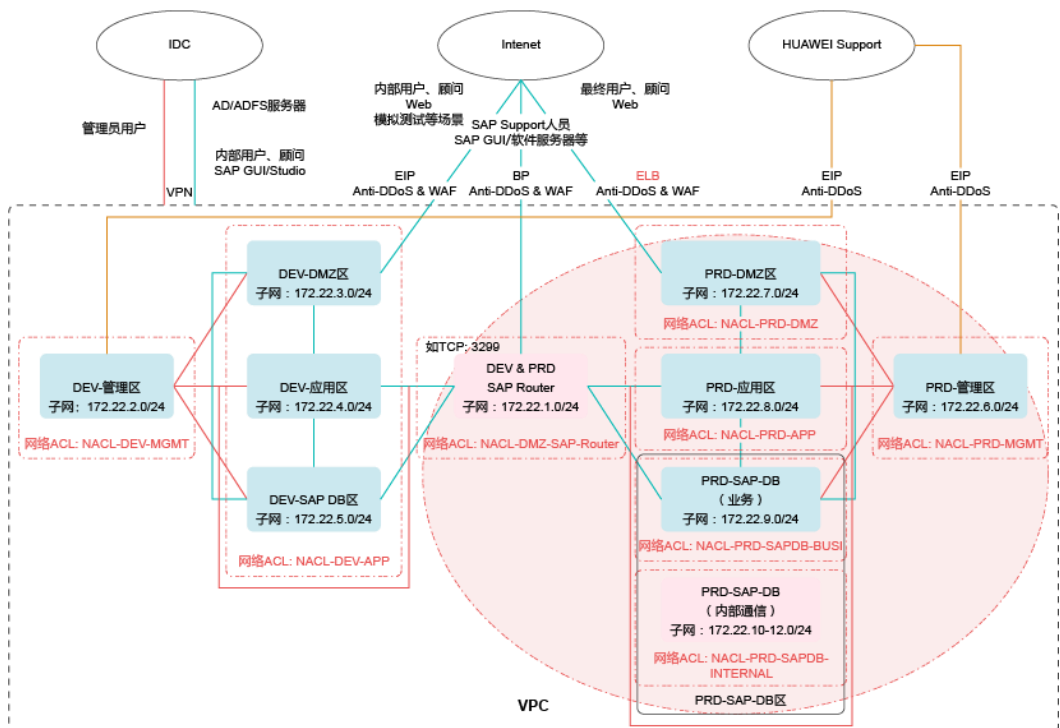 IDC
Intenet
HUAWEI Support
管理员用户
AD/ADFS服务器
内部用户、顾问
SAP GUI/Studio
VPN
内部用户、顾问
Web
模拟测试等场景
SAP Support人员
SAP GUI/软件服务器等
最终用户、顾问
Web
EIP
Anti-DDoS & WAF
BP
Anti-DDoS & WAF
ELB
Anti-DDoS & WAF
EIP
Anti-DDoS
EIP
Anti-DDoS
DEV-DMZ区
子网：172.22.3.0/24
PRD-DMZ区
子网：172.22.7.0/24
网络ACL: NACL-PRD-DMZ
如TCP: 3299
DEV-管理区
子网：172.22.2.0/24
网络ACL: NACL-DEV-MGMT
DEV-应用区
子网：172.22.4.0/24
DEV & PRD
SAP Router
子网：172.22.1.0/24
网络ACL: NACL-DMZ-SAP-Router
PRD-应用区
子网：172.22.8.0/24
网络ACL: NACL-PRD-APP
PRD-管理区
子网：172.22.6.0/24
网络ACL: NACL-PRD-MGMT
DEV-SAP DB区
子网：172.22.5.0/24
网络ACL: NACL-DEV-APP
PRD-SAP-DB
（业务）
子网：172.22.9.0/24
网络ACL: NACL-PRD-SAPDB-BUSI
PRD-SAP-DB
（内部通信）
子网：172.22.10-12.0/24
网络ACL: NACL-PRD-SAPDB-
INTERNAL
PRD-SAP-DB区
VPC